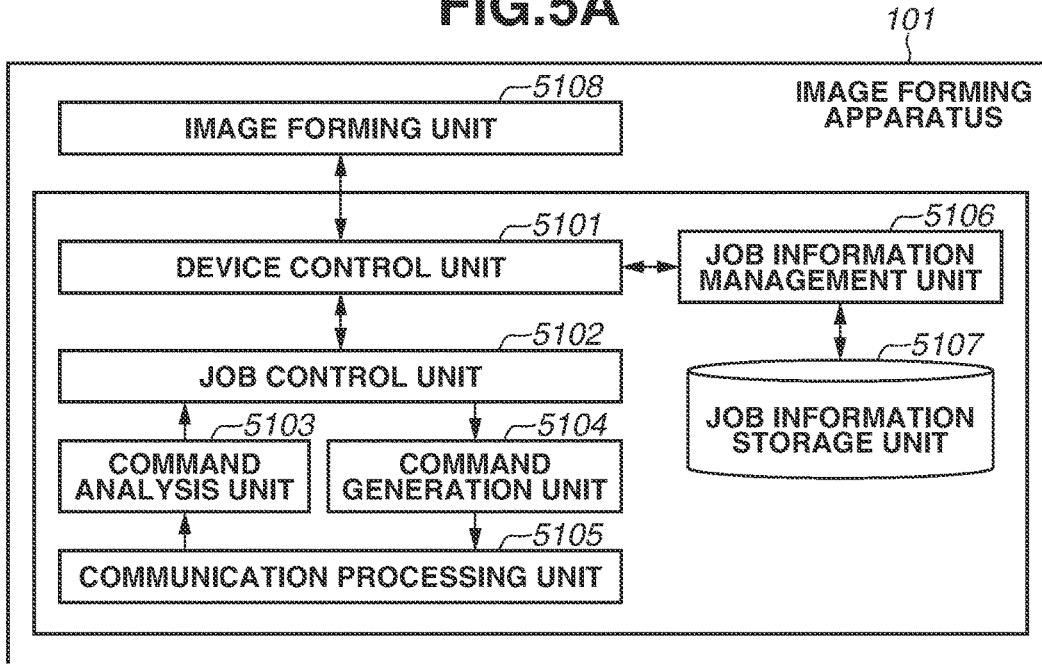 FIG.5A
101
IMAGE FORMING
APPARATUS
5108
IMAGE FORMING UNIT
5101
DEVICE CONTROL UNIT
5106
JOB INFORMATION
MANAGEMENT UNIT
5102
JOB CONTROL UNIT
5107
JOB INFORMATION
STORAGE UNIT
5103
COMMAND
ANALYSIS UNIT
5104
COMMAND
GENERATION UNIT
5105
COMMUNICATION PROCESSING UNIT